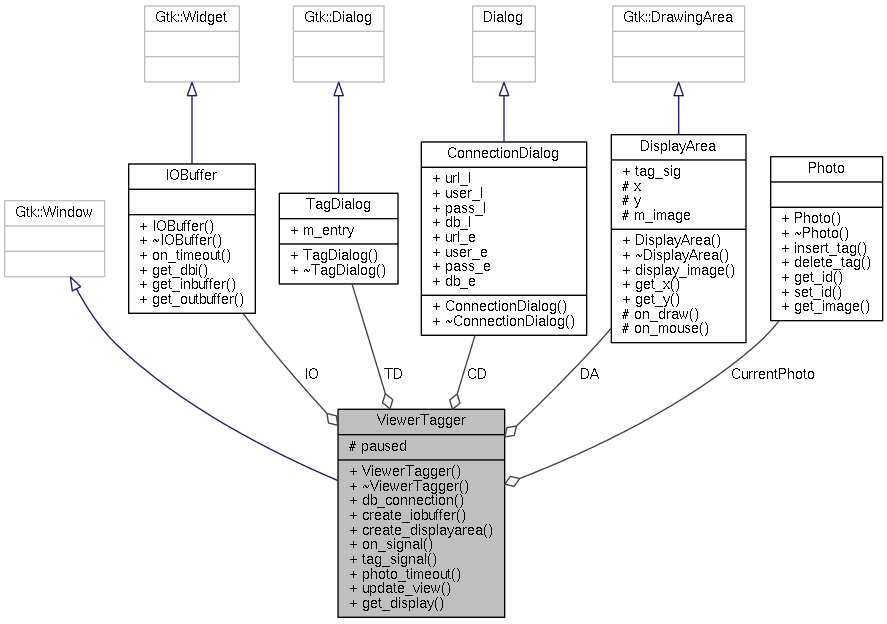 Gtk::Widget
Gtk::Dialog
Dialog
Gtk::DrawingArea
Gtk::Window
IOBuffer
+ IOBuffer()
+ ~IOBuffer()
+ on_timeout()
+ get_dbi()
+ get_inbuffer()
+ get_outbuffer()
TagDialog
+ m_entry
+ TagDialog()
+ ~TagDialog()
ConnectionDialog
+ url_l
+ user_l
+ pass_l
+ db_l
+ url_e
+ user_e
+ pass_e
+ db_e
+ ConnectionDialog()
+ ~ConnectionDialog()
DisplayArea
+ tag_sig
# x
# y
# m_image
+ DisplayArea()
+ ~DisplayArea()
+ display_image()
+ get_x()
+ get_y()
# on_draw()
# on_mouse()
Photo
+ Photo()
+ ~Photo()
+ insert_tag()
+ delete_tag()
+ get_id()
+ set_id()
+ get_image()
IO
TD
CD
DA
CurrentPhoto
ViewerTagger
# paused
+ ViewerTagger()
+ ~ViewerTagger()
+ db_connection()
+ create_iobuffer()
+ create_displayarea()
+ on_signal()
+ tag_signal()
+ photo_timeout()
+ update_view()
+ get_display()